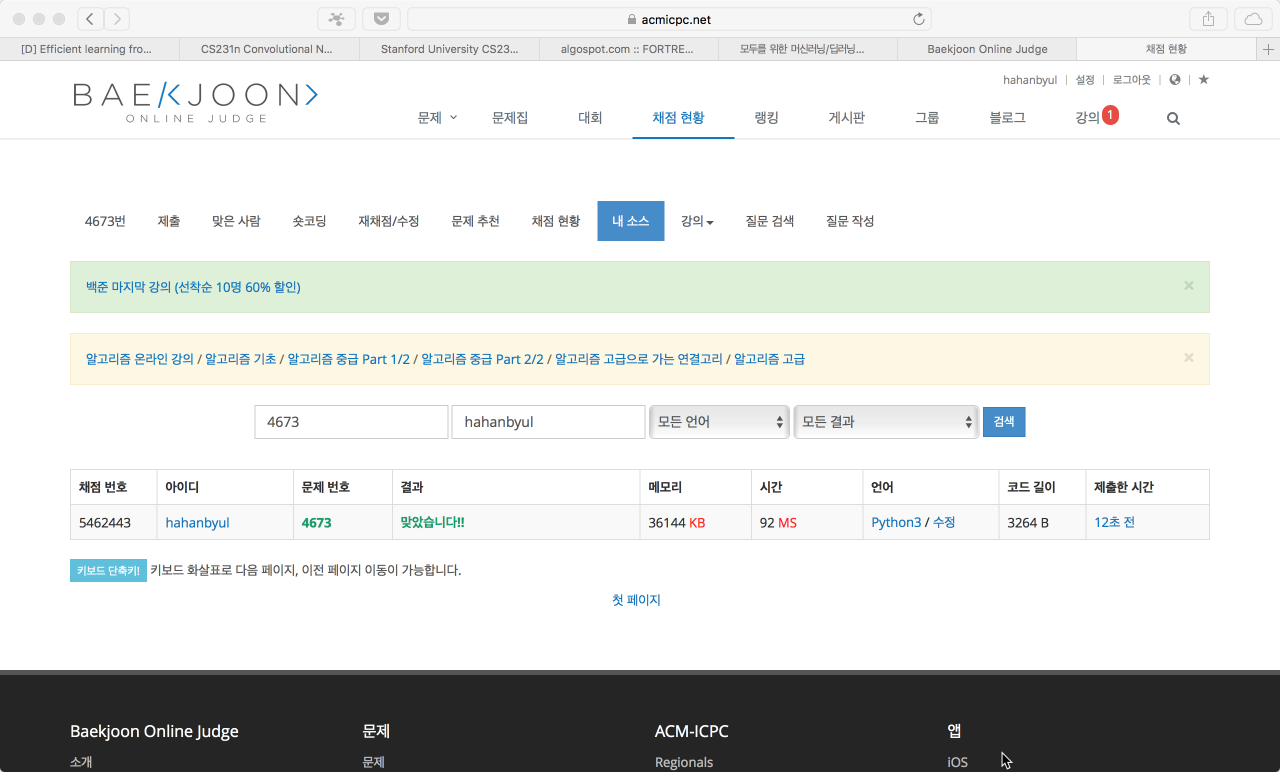 acmicpc.net
[D] Efficient learning fro...
CS231n Convolutional N...
Stanford University CS23...
algospot.com :: FORTRE...
모두를 위한 머신러닝/딥러닝...
Baekjoon Online Judge
채점 현황
hahanbyul | 설정 | 로그아웃
BAEKJOON
ONLINE JUDGE
문제 문제집 대회 채점 현황 랭킹 게시판 그룹 블로그 강의 1
4673번 제출 맞은 사람 숏코딩 재채점/수정 문제 추천 채점 현황 내 소스 강의 질문 검색 질문 작성
백준 마지막 강의 (선착순 10명 60% 할인) ×
알고리즘 온라인 강의 / 알고리즘 기초 / 알고리즘 중급 Part 1/2 / 알고리즘 중급 Part 2/2 / 알고리즘 고급으로 가는 연결고리 / 알고리즘 고급 ×
4673 hahanbyul 모든 언어 모든 결과 검색
채점 번호 아이디 문제 번호 결과 메모리 시간 언어 코드 길이 제출한 시간
5462443 hahanbyul 4673 맞았습니다!! 36144 KB 92 MS Python3 / 수정 3264 B 12초 전
키보드 단축키! 키보드 화살표로 다음 페이지, 이전 페이지 이동이 가능합니다.
첫 페이지
Baekjoon Online Judge 문제 ACM-ICPC 앱
소개 문제 Regionals iOS